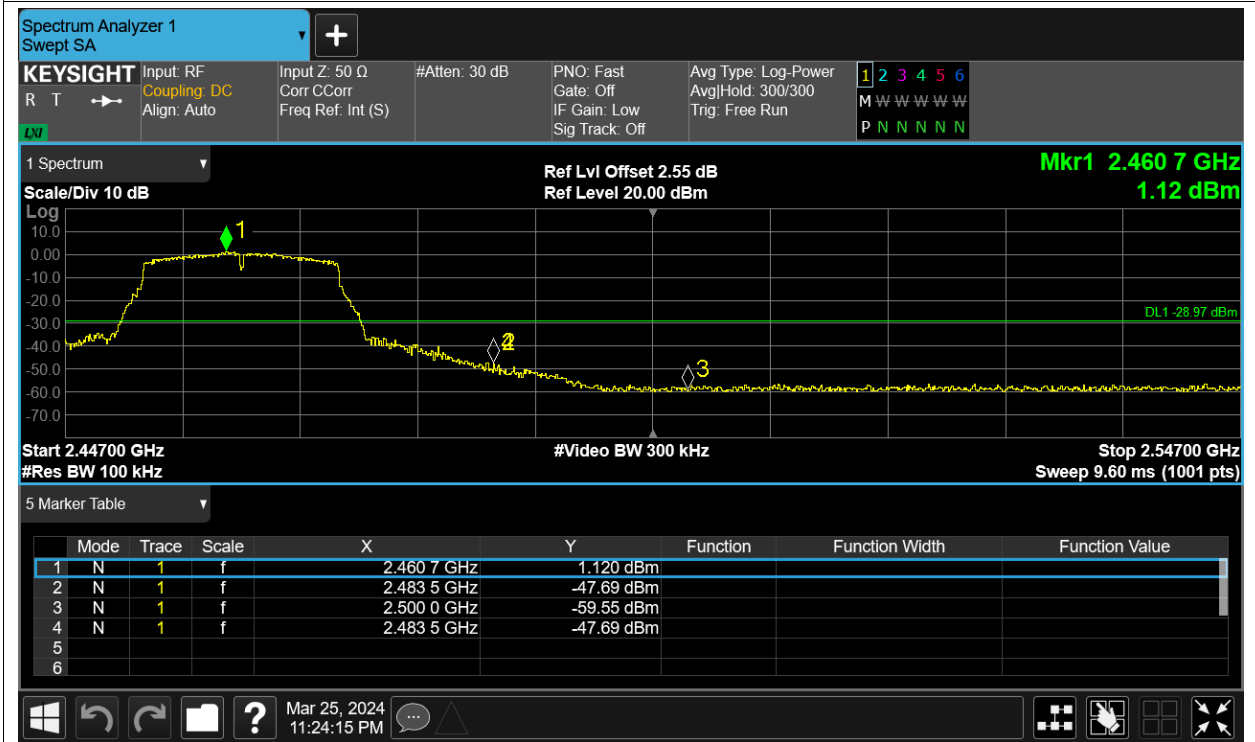 Spectrum Analyzer 1
Swept SA
+
KEYSIGHT Input: RF Input Z: 50 Ω #Atten: 30 dB PNO: Fast Avg Type: Log-Power 1 2 3 4 5 6
R T Coupling: DC Corr CCorr Gate: Off Avg|Hold: 300/300 M W W W W W
Align: Auto Freq Ref: Int (S) IF Gain: Low Trig: Free Run
LXI Sig Track: Off P N N N N N
1 Spectrum Ref Lvl Offset 2.55 dB Mkr1 2.460 7 GHz
Scale/Div 10 dB Ref Level 20.00 dBm 1.12 dBm
Log
10.0 1
0.00
-10.0
-20.0
DL1 -28.97 dBm
-30.0
-40.0
-50.0 3
-60.0
-70.0
Start 2.44700 GHz #Video BW 300 kHz Stop 2.54700 GHz
#Res BW 100 kHz Sweep 9.60 ms (1001 pts)
5 Marker Table
Mode Trace Scale X Y Function Function Width Function Value
1 N 1 f 2.460 7 GHz 1.120 dBm
2 N 1 f 2.483 5 GHz -47.69 dBm
3 N 1 f 2.500 0 GHz -59.55 dBm
4 N 1 f 2.483 5 GHz -47.69 dBm
5
6
? Mar 25, 2024
11:24:15 PM